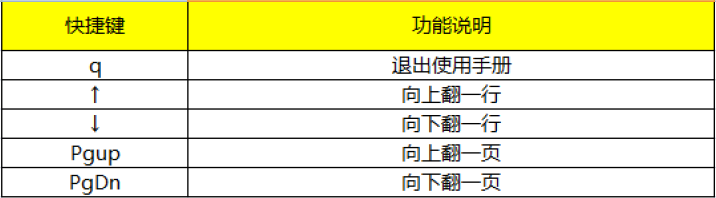 快捷键 功能说明
q 退出使用手册
↑ 向上翻一行
↓ 向下翻一行
Pgup 向上翻一页
PgDn 向下翻一页